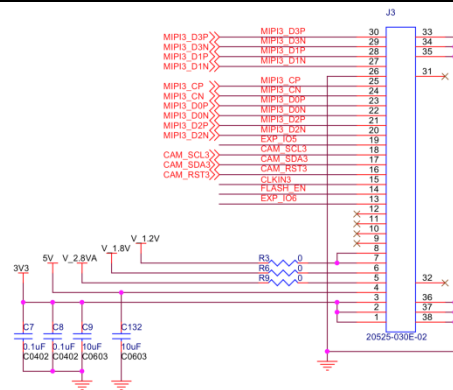 J3
MIPI3_D3P MIPI3_D3P 30 33
MIPI3_D3N MIPI3_D3N 29 34
MIPI3_D1P MIPI3_D1P 28 35
MIPI3_D1N MIPI3_D1N 27
26 31
MIPI3_CP MIPI3_CP 25
MIPI3_CN MIPI3_CN 24
MIPI3_D0P MIPI3_D0P 23
MIPI3_D0N MIPI3_D0N 22
MIPI3_D2P MIPI3_D2P 21
MIPI3_D2N MIPI3_D2N 20
EXP_IO5 19
CAM_SCL3 CAM_SCL3 18
CAM_SDA3 CAM_SDA3 17
CAM_RST3 CAM_RST3 16
CLKIN3 15
FLASH_EN 14
EXP_IO6 13
12
11
10
9
V_1.2V 8
V_1.8V R3 0 7
5V V_2.8VA R6 0 6
3V3 R9 0 5 32
4
3 36
2 37
1 38
C7 C8 C9 C132 20525-030E-02
0.1uF 0.1uF 10uF 10uF
C0402 C0402 C0603 C0603